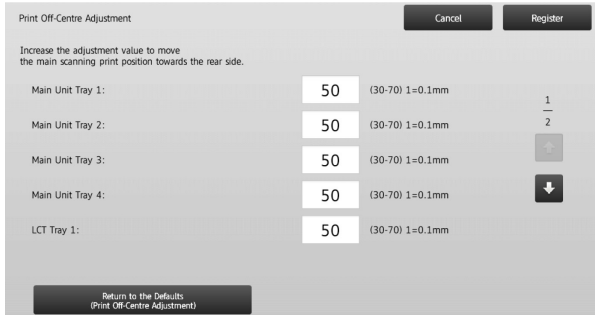 Print Off-Centre Adjustment
Cancel
Register
Increase the adjustment value to move
the main scanning print position towards the rear side.
Main Unit Tray 1: 50 (30-70) 1=0.1mm
Main Unit Tray 2: 50 (30-70) 1=0.1mm
Main Unit Tray 3: 50 (30-70) 1=0.1mm
Main Unit Tray 4: 50 (30-70) 1=0.1mm
LCT Tray 1: 50 (30-70) 1=0.1mm
1
2
Return to the Defaults
(Print Off-Centre Adjustment)